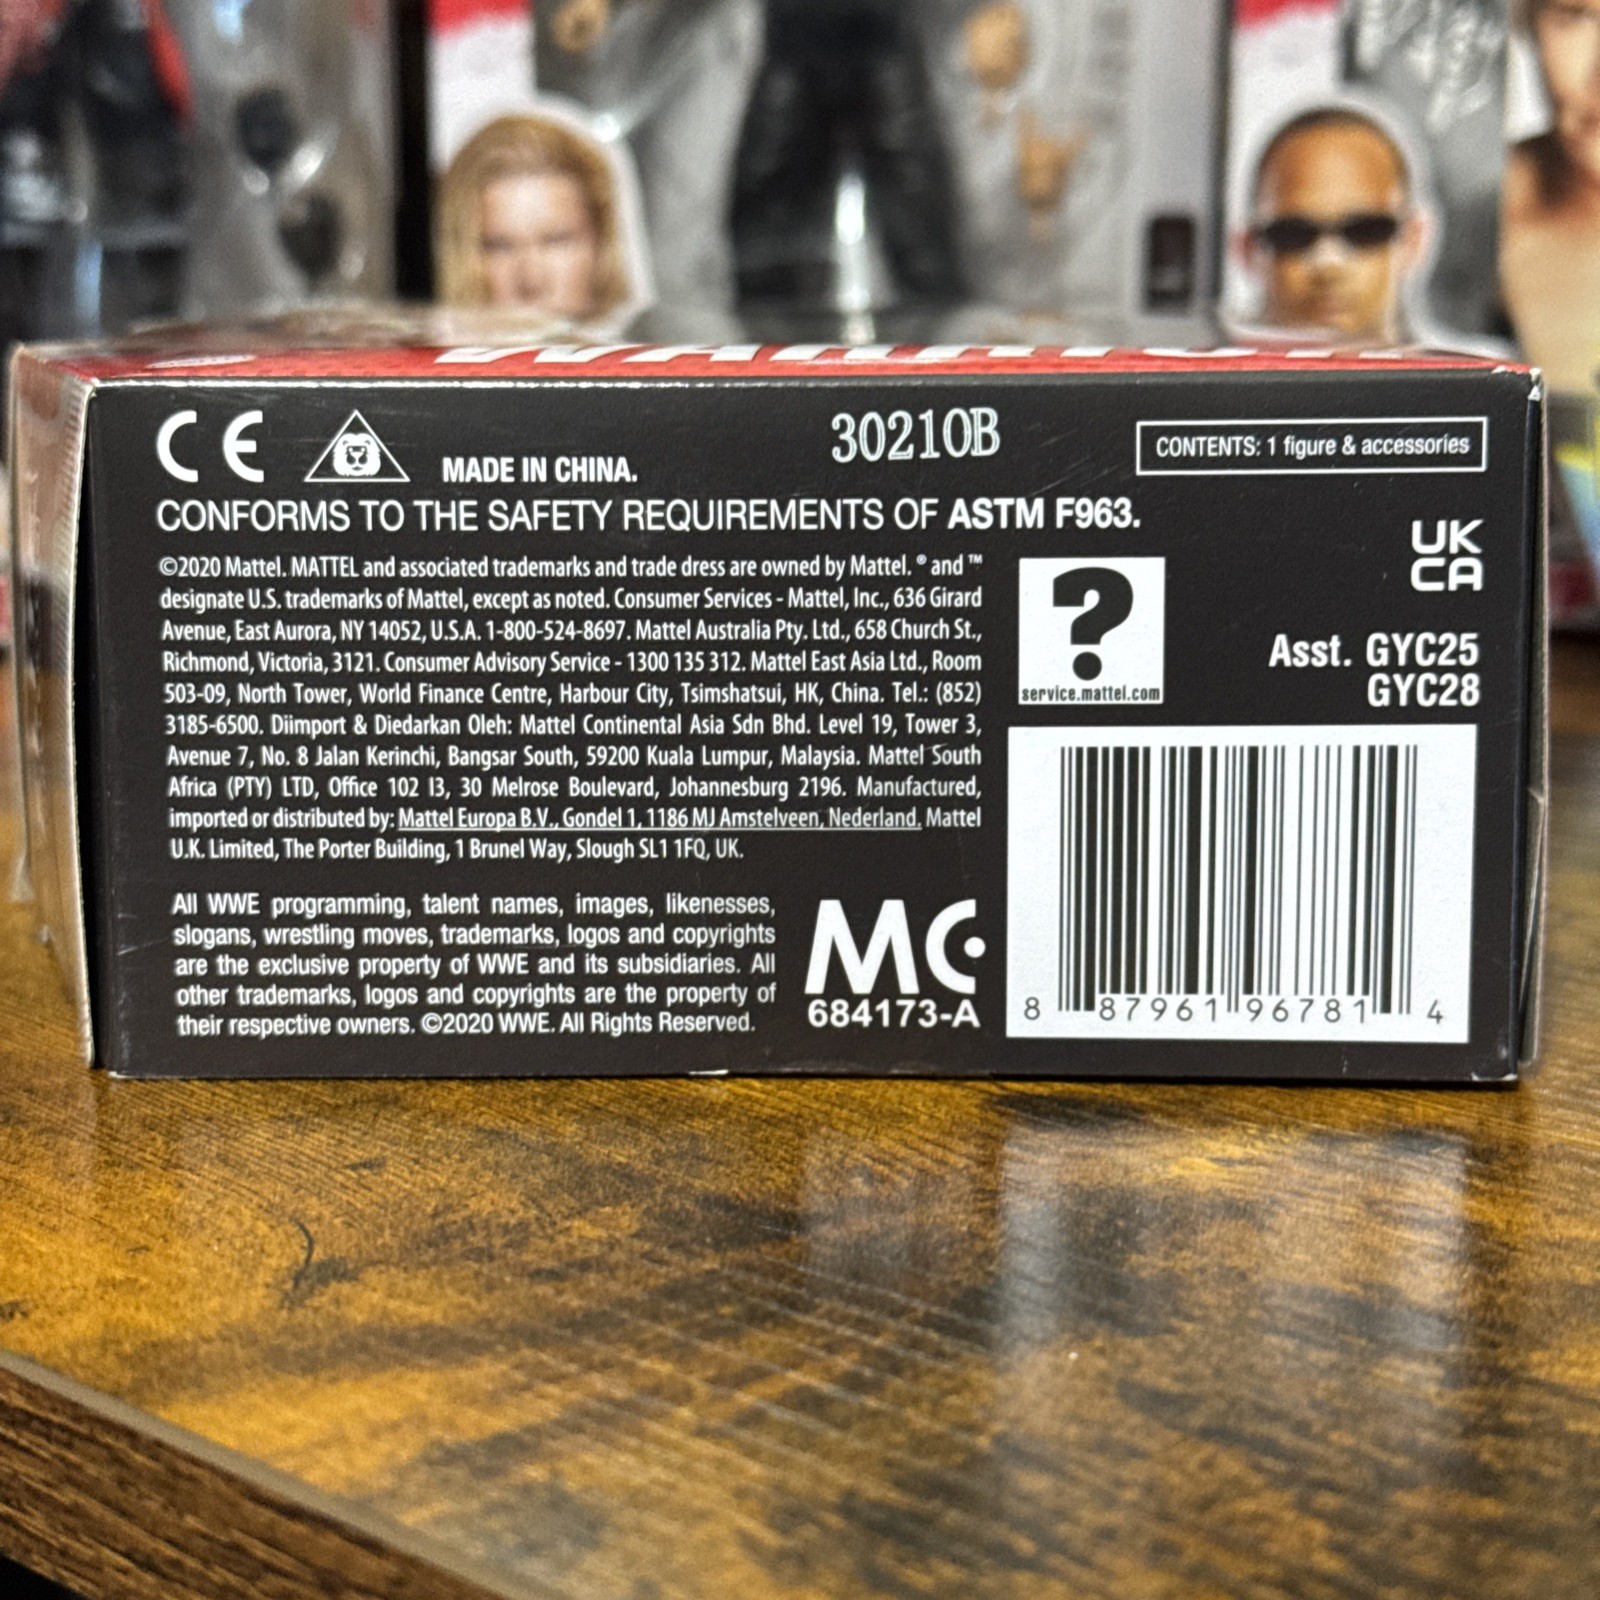 CE
MADE IN CHINA.
30210B
CONTENTS: 1 figure & accessories
CONFORMS TO THE SAFETY REQUIREMENTS OF ASTM F963.
UK
CA
©2020 Mattel. MATTEL and associated trademarks and trade dress are owned by Mattel. ® and ™
designate U.S. trademarks of Mattel, except as noted. Consumer Services - Mattel, Inc., 636 Girard
Avenue, East Aurora, NY 14052, U.S.A. 1-800-524-8697. Mattel Australia Pty. Ltd., 658 Church St.,
Richmond, Victoria, 3121. Consumer Advisory Service - 1300 135 312. Mattel East Asia Ltd., Room
503-09, North Tower, World Finance Centre, Harbour City, Tsimshatsui, HK, China. Tel.: (852)
3185-6500. Diimport & Diedarkan Oleh: Mattel Continental Asia Sdn Bhd. Level 19, Tower 3,
Avenue 7, No. 8 Jalan Kerinchi, Bangsar South, 59200 Kuala Lumpur, Malaysia. Mattel South
Africa (PTY) LTD, Office 102 I3, 30 Melrose Boulevard, Johannesburg 2196. Manufactured,
imported or distributed by: Mattel Europa B.V., Gondel 1, 1186 MJ Amstelveen, Nederland. Mattel
U.K. Limited, The Porter Building, 1 Brunel Way, Slough SL1 1FQ, UK.
?
service.mattel.com
Asst. GYC25
GYC28
All WWE programming, talent names, images, likenesses,
slogans, wrestling moves, trademarks, logos and copyrights
are the exclusive property of WWE and its subsidiaries. All
other trademarks, logos and copyrights are the property of
their respective owners. ©2020 WWE. All Rights Reserved.
MC
684173-A
8 87961 96781 4